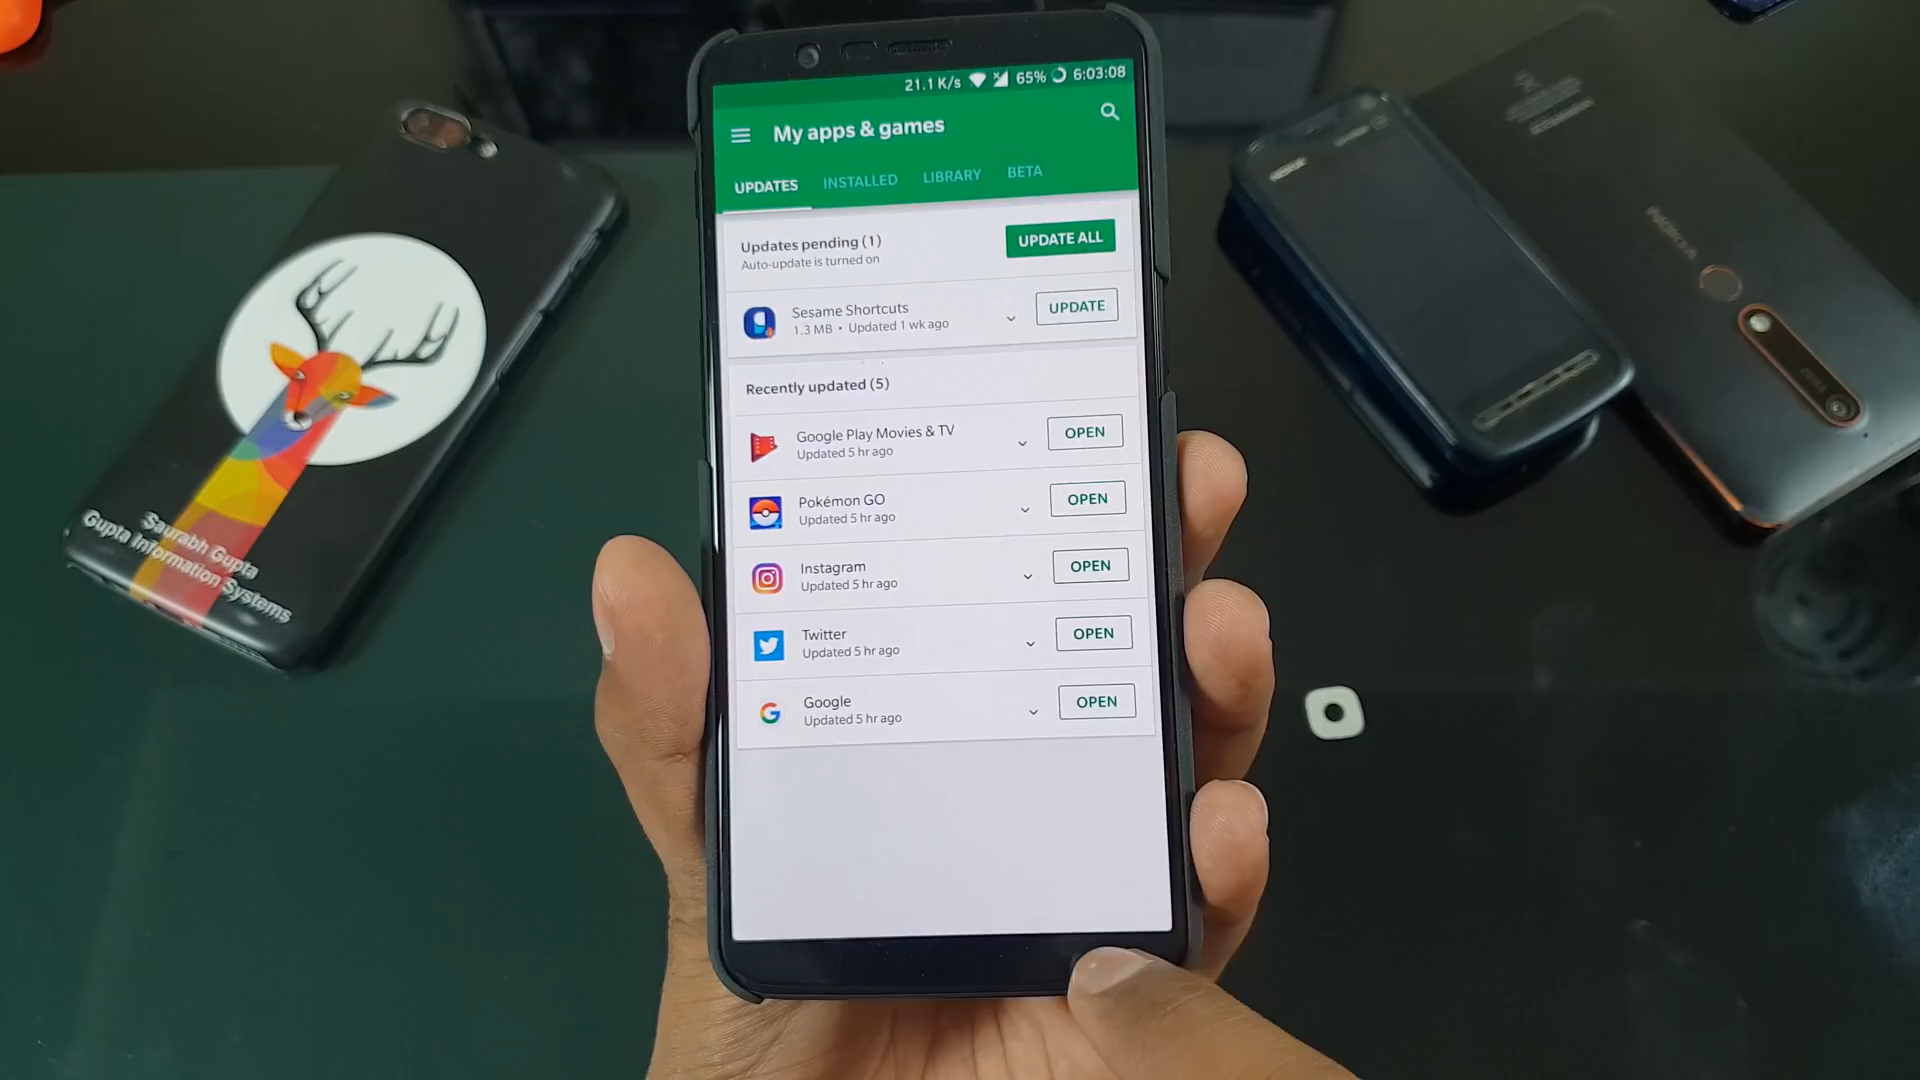 21.1 K/s 65% 6:03:08
My apps & games
UPDATES INSTALLED LIBRARY BETA
Updates pending (1)
Auto-update is turned on
UPDATE ALL
Sesame Shortcuts
1.3 MB • Updated 1 wk ago
UPDATE
Recently updated (5)
Google Play Movies & TV
Updated 5 hr ago
OPEN
Pokémon GO
Updated 5 hr ago
OPEN
Instagram
Updated 5 hr ago
OPEN
Twitter
Updated 5 hr ago
OPEN
Google
Updated 5 hr ago
OPEN
Saurabh Gupta
Gupta Information Systems
NOKIA
NOKIA